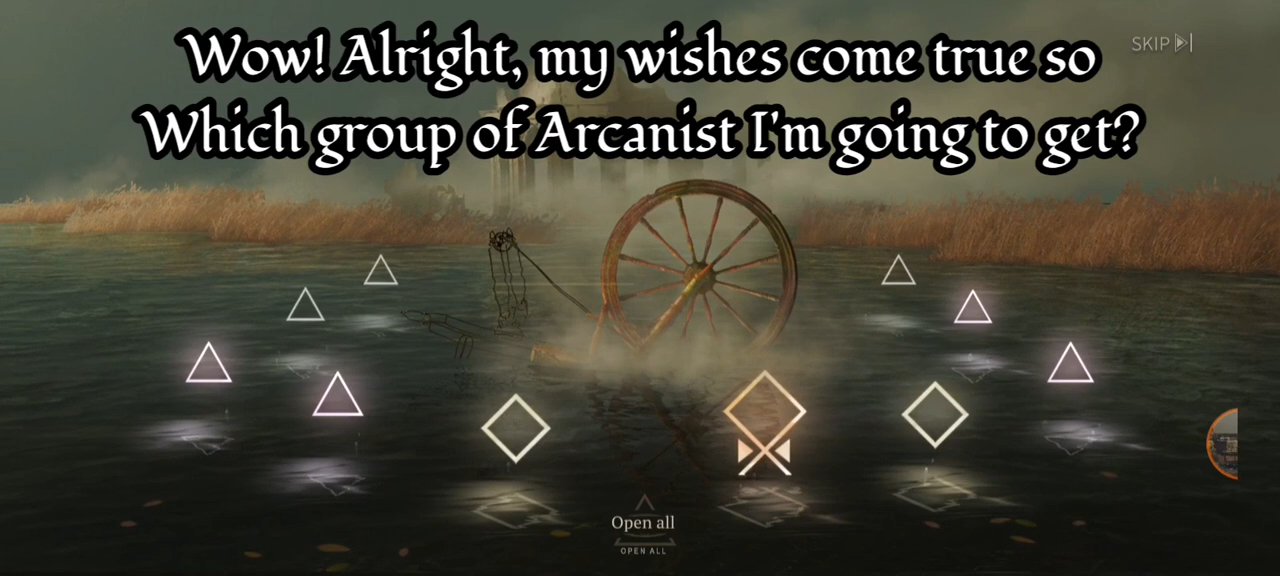 Wow! Alright, my wishes come true so
Which group of Arcanist I'm going to get?
SKIP
Open all
OPEN ALL